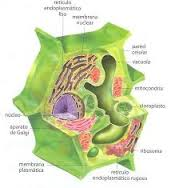 retículo
endoplasmático
liso
membrana
nuclear
pared
celular
vacuola
mitocondria
cloroplasto
ribosoma
núcleo
aparato
de Golgi
membrana
plasmática
retículo
endoplasmático rugoso